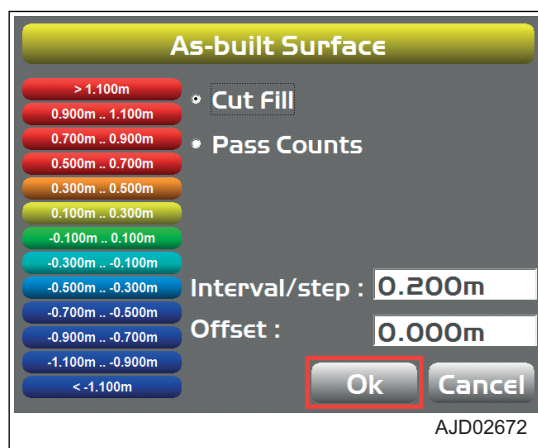 As-built Surface
> 1.100m
0.900m .. 1.100m
0.700m .. 0.900m
0.500m .. 0.700m
0.300m .. 0.500m
0.100m .. 0.300m
-0.100m .. 0.100m
-0.300m .. -0.100m
-0.500m .. -0.300m
-0.700m .. -0.500m
-0.900m .. -0.700m
-1.100m .. -0.900m
< -1.100m
Cut Fill
Pass Counts
Interval/step : 0.200m
Offset : 0.000m
Ok Cancel
AJD02672